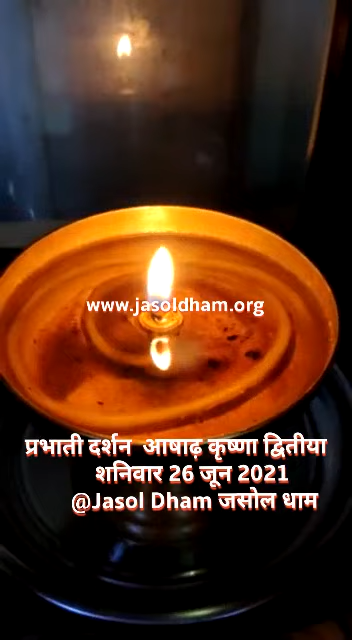 www.jasoldham.org
प्रभाती दर्शन आषाढ़ कृष्णा द्वितीया
शनिवार 26 जून 2021
@Jasol Dham जसोल धाम